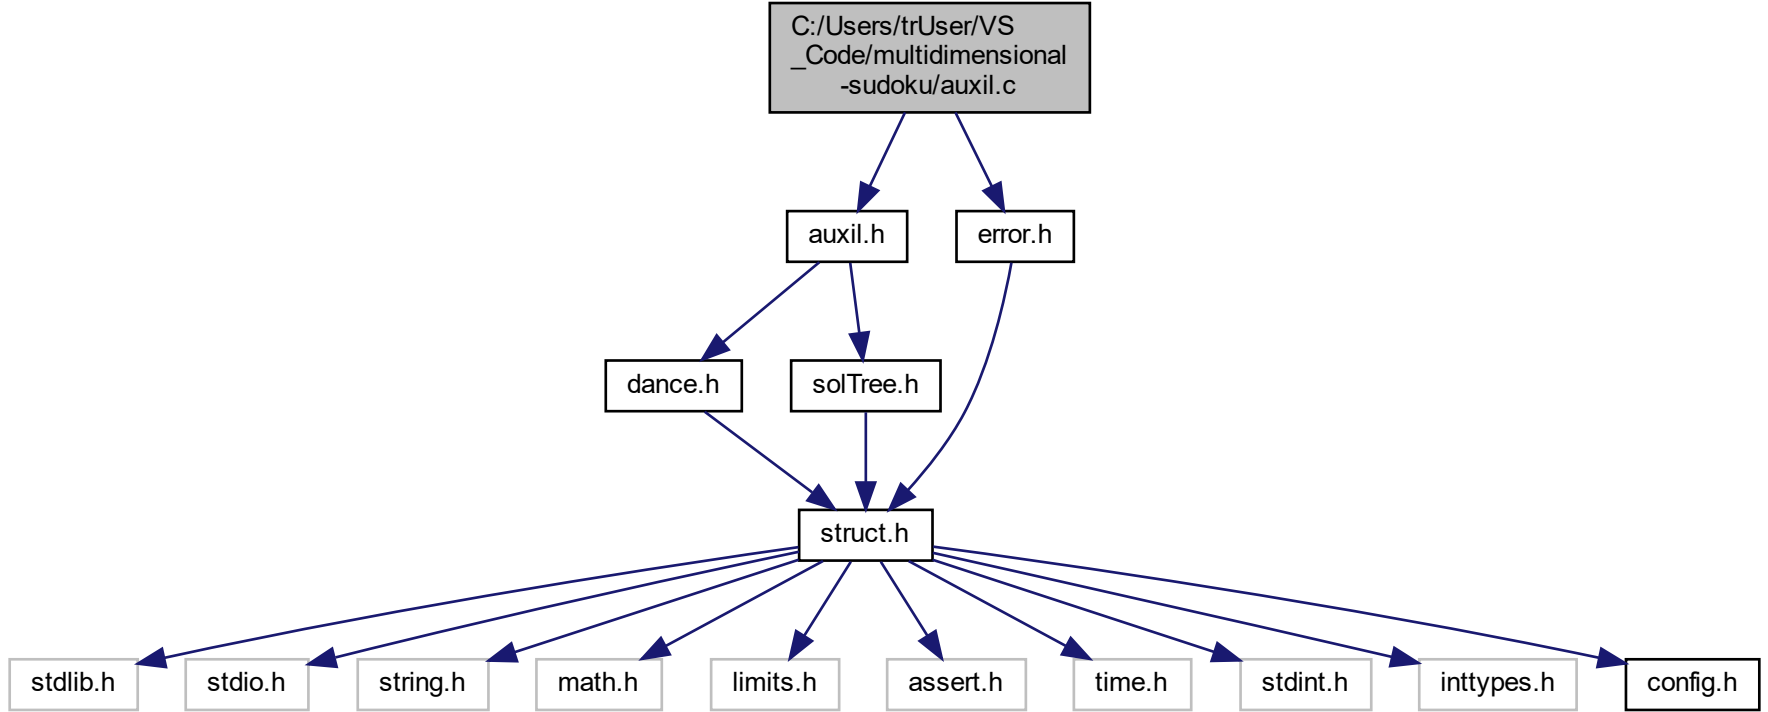 C:/Users/trUser/VS
_Code/multidimensional
-sudoku/auxil.c
auxil.h
error.h
dance.h
solTree.h
struct.h
stdlib.h
stdio.h
string.h
math.h
limits.h
assert.h
time.h
stdint.h
inttypes.h
config.h